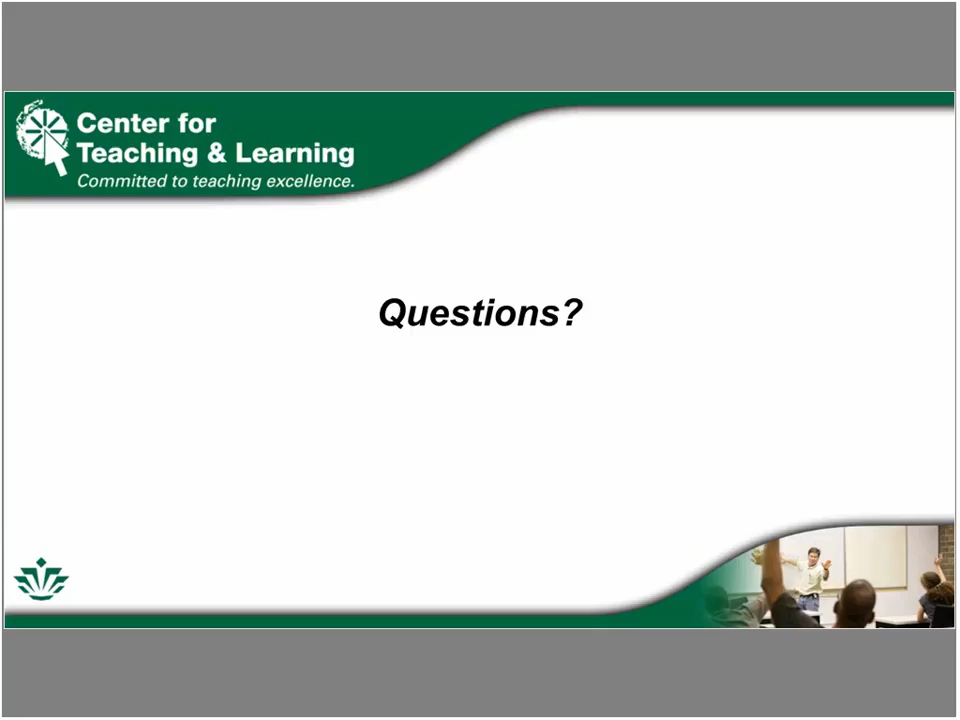 Center for
Teaching & Learning
Committed to teaching excellence.
Questions?